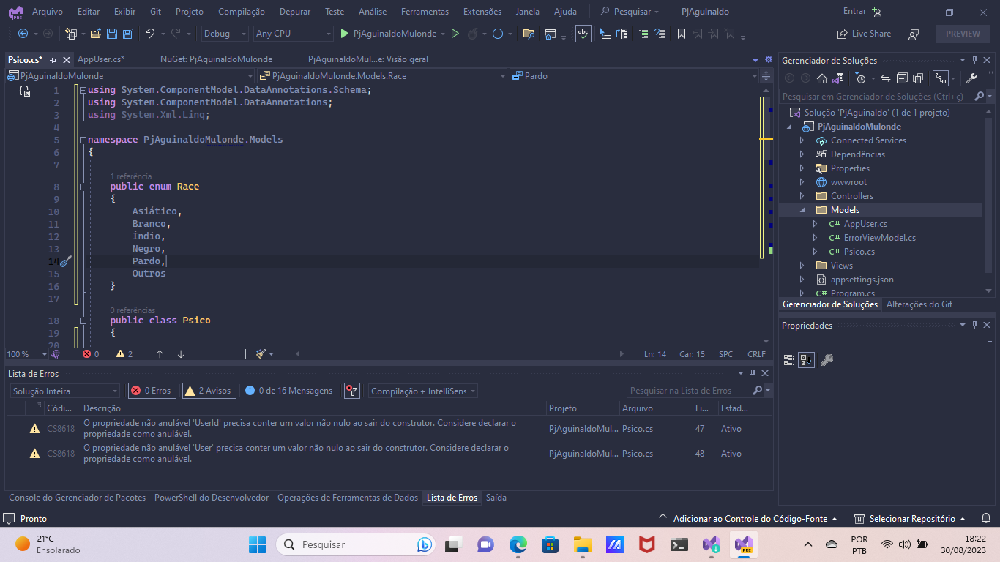 Arquivo Editar Exibir Git Projeto Compilação Depurar Teste Análise Ferramentas Extensões Janela Ajuda Pesquisar PjAguinaldo Entrar
PRE
Debug Any CPU PjAguinaldoMulonde abc Live Share PREVIEW
Psico.cs* AppUser.cs* NuGet: PjAguinaldoMulonde PjAguinaldoMul...e: Visão geral
PjAguinaldoMulonde PjAguinaldoMulonde.Models.Race Pardo
1 using System.ComponentModel.DataAnnotations.Schema;
2 using System.ComponentModel.DataAnnotations;
3 using System.Xml.Linq;
4
5 namespace PjAguinaldoMulonde.Models
6 {
7
1 referência
8 public enum Race
9 {
10 Asiático,
11 Branco,
12 Índio,
13 Negro,
14 Pardo,
15 Outros
16 }
17
0 referências
18 public class Psico
19 {
20
100 % 0 2 Ln: 14 Car: 15 SPC CRLF
Gerenciador de Soluções
Pesquisar em Gerenciador de Soluções (Ctrl+ç)
Solução 'PjAguinaldo' (1 de 1 projeto)
PjAguinaldoMulonde
Connected Services
Dependências
Properties
wwwroot
Controllers
Models
C# AppUser.cs
C# ErrorViewModel.cs
C# Psico.cs
Views
appsettings.json
C# Program.cs
Gerenciador de Soluções Alterações do Git
Propriedades
Lista de Erros
Solução Inteira 0 Erros 2 Avisos 0 de 16 Mensagens Compilação + IntelliSens Pesquisar na Lista de Erros
Códi... Descrição Projeto Arquivo Li... Estad...
CS8618 O propriedade não anulável 'UserId' precisa conter um valor não nulo ao sair do construtor. Considere declarar o propriedade como anulável. PjAguinaldoMul... Psico.cs 47 Ativo
CS8618 O propriedade não anulável 'User' precisa conter um valor não nulo ao sair do construtor. Considere declarar o propriedade como anulável. PjAguinaldoMul... Psico.cs 48 Ativo
Console do Gerenciador de Pacotes PowerShell do Desenvolvedor Operações de Ferramentas de Dados Lista de Erros Saída
Pronto Adicionar ao Controle do Código-Fonte Selecionar Repositório
21°C
Ensolarado
Pesquisar
PRE
POR
PTB
18:22
30/08/2023